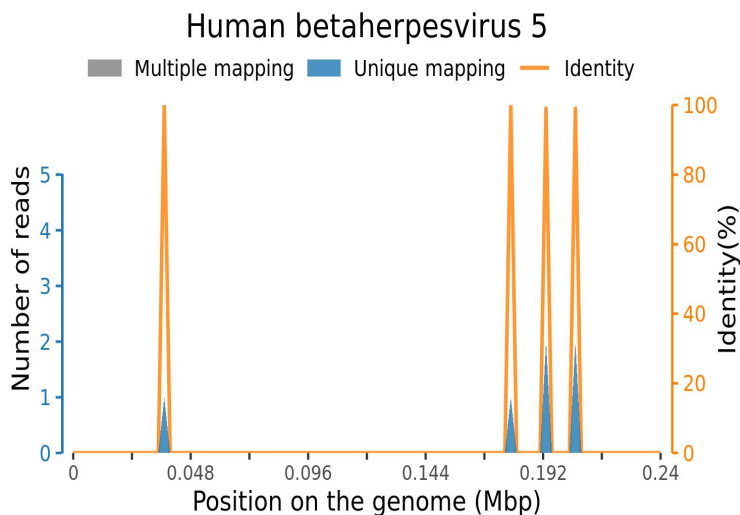 Human betaherpesvirus 5
Multiple mapping Unique mapping Identity
Number of reads
5
4
3
2
1
0
100
80
60
40
20
0
Identity(%)
0 0.048 0.096 0.144 0.192 0.24
Position on the genome (Mbp)